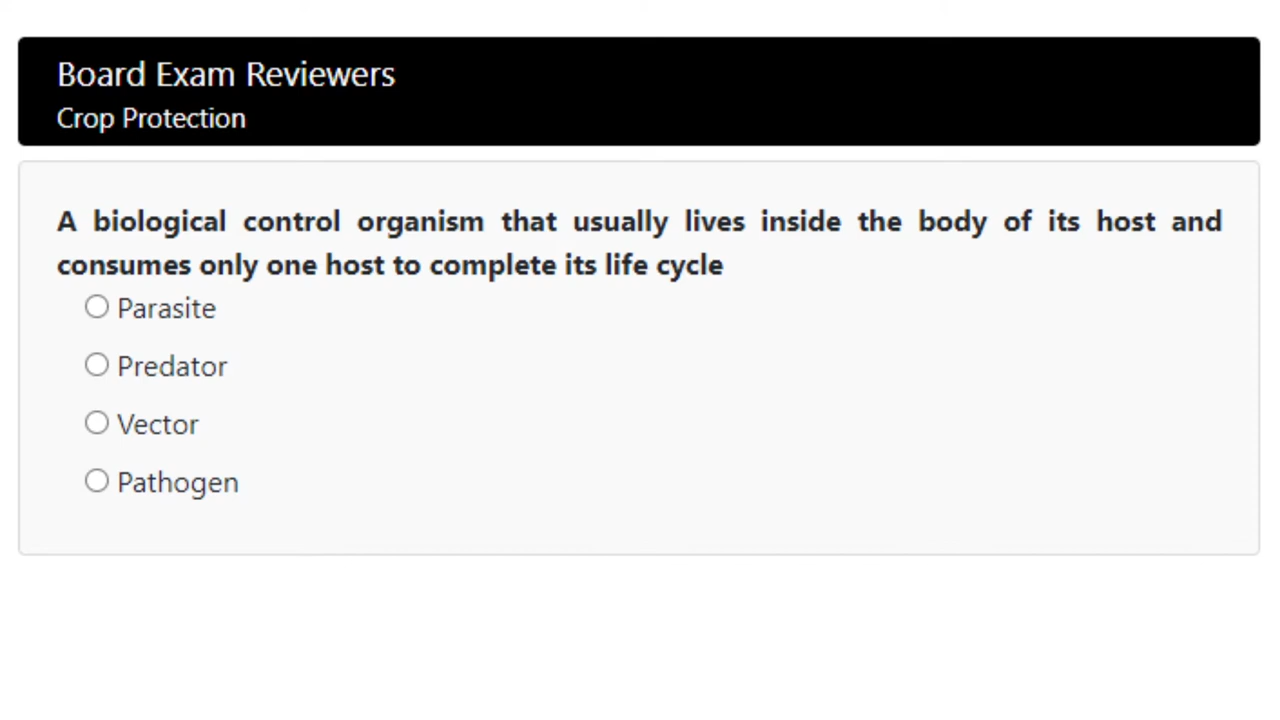 Board Exam Reviewers
Crop Protection
A biological control organism that usually lives inside the body of its host and
consumes only one host to complete its life cycle
Parasite
Predator
Vector
Pathogen